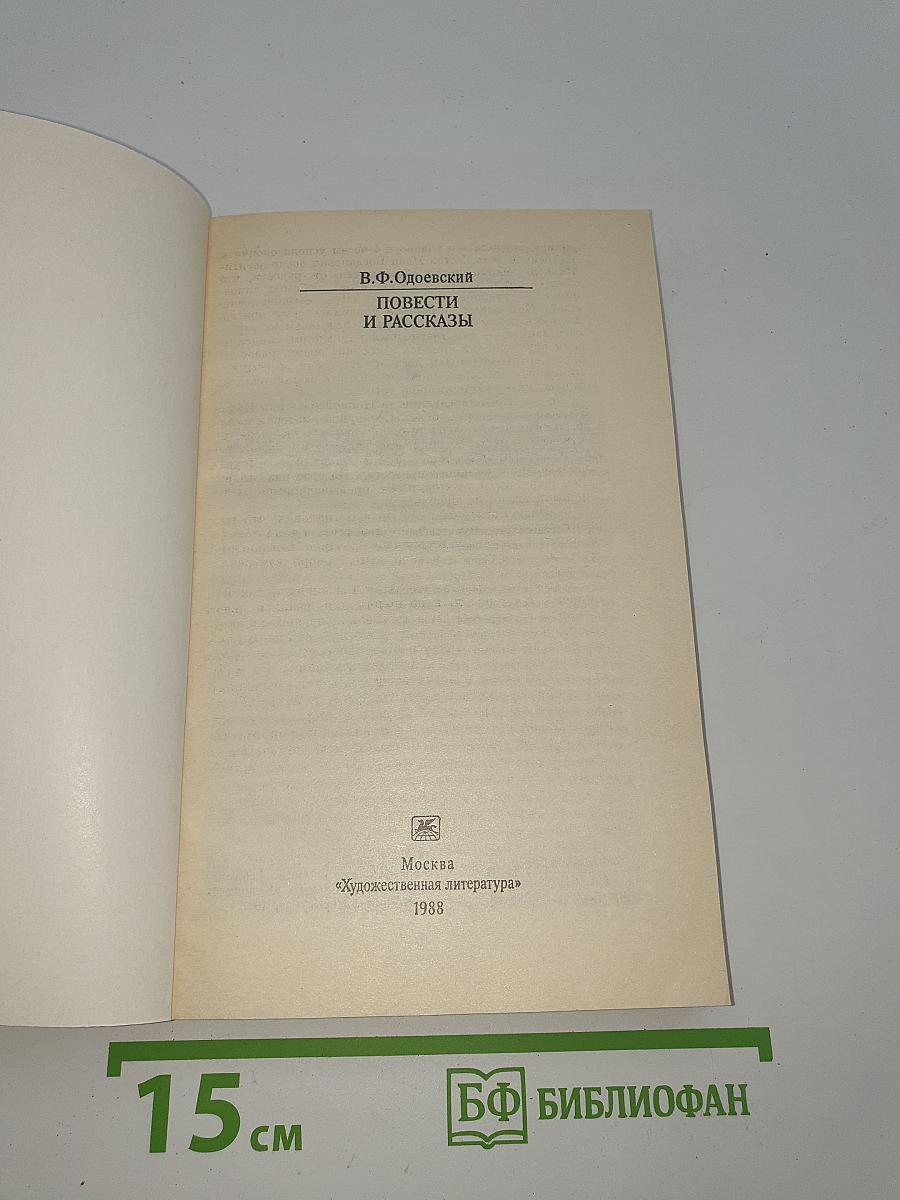 В.Ф.Одоевский
ПОВЕСТИ
И РАССКАЗЫ
Москва
«Художественная литература»
1988
15 см
БФ БИБЛИОФАН